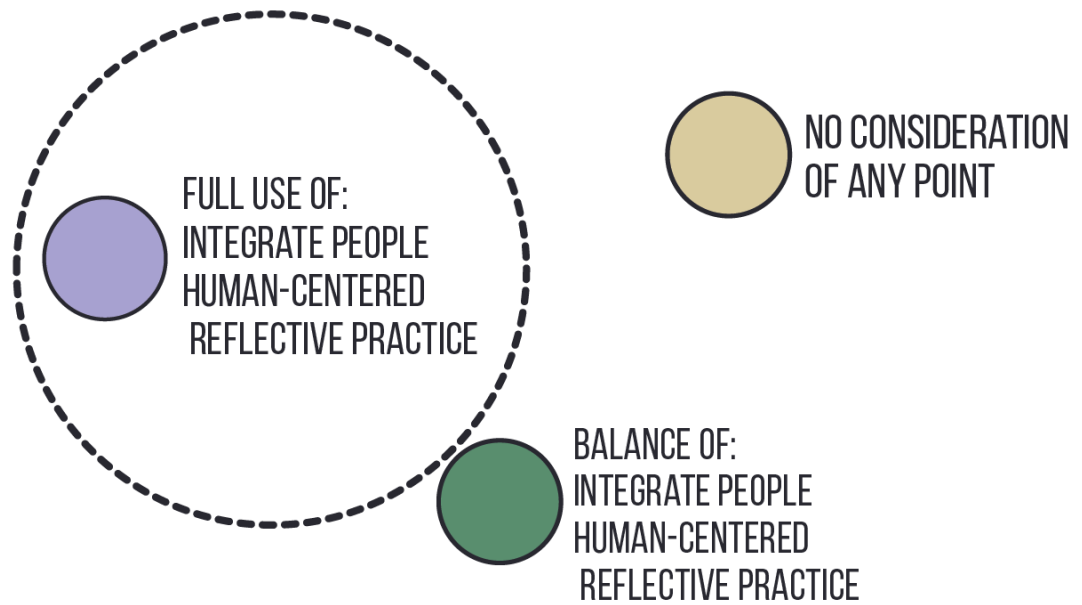 FULL USE OF:
INTEGRATE PEOPLE
HUMAN-CENTERED
REFLECTIVE PRACTICE
NO CONSIDERATION
OF ANY POINT
BALANCE OF:
INTEGRATE PEOPLE
HUMAN-CENTERED
REFLECTIVE PRACTICE